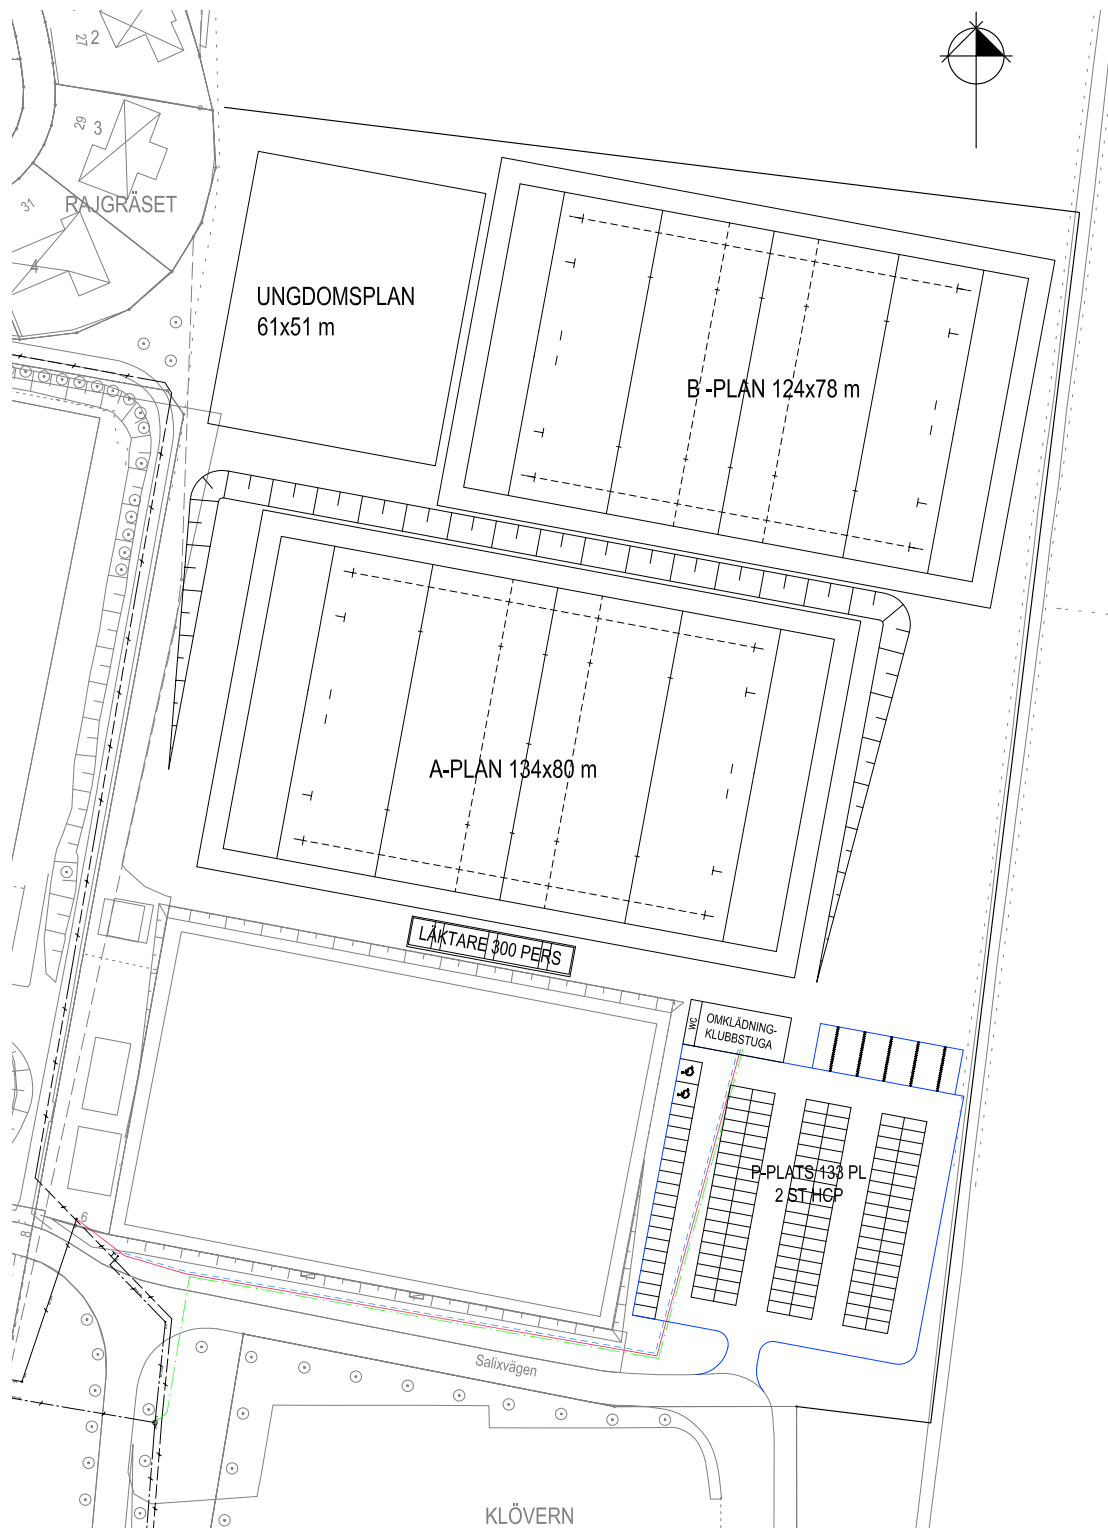 2
27
3
29
31
RAJGRÄSET
4
UNGDOMSPLAN
61x51 m
B -PLAN 124x78 m
A-PLAN 134x80 m
LÄKTARE 300 PERS
WC
OMKLÄDNING-
KLUBBSTUGA
P-PLATS 133 PL
2 ST HCP
6
8
Salixvägen
KLÖVERN